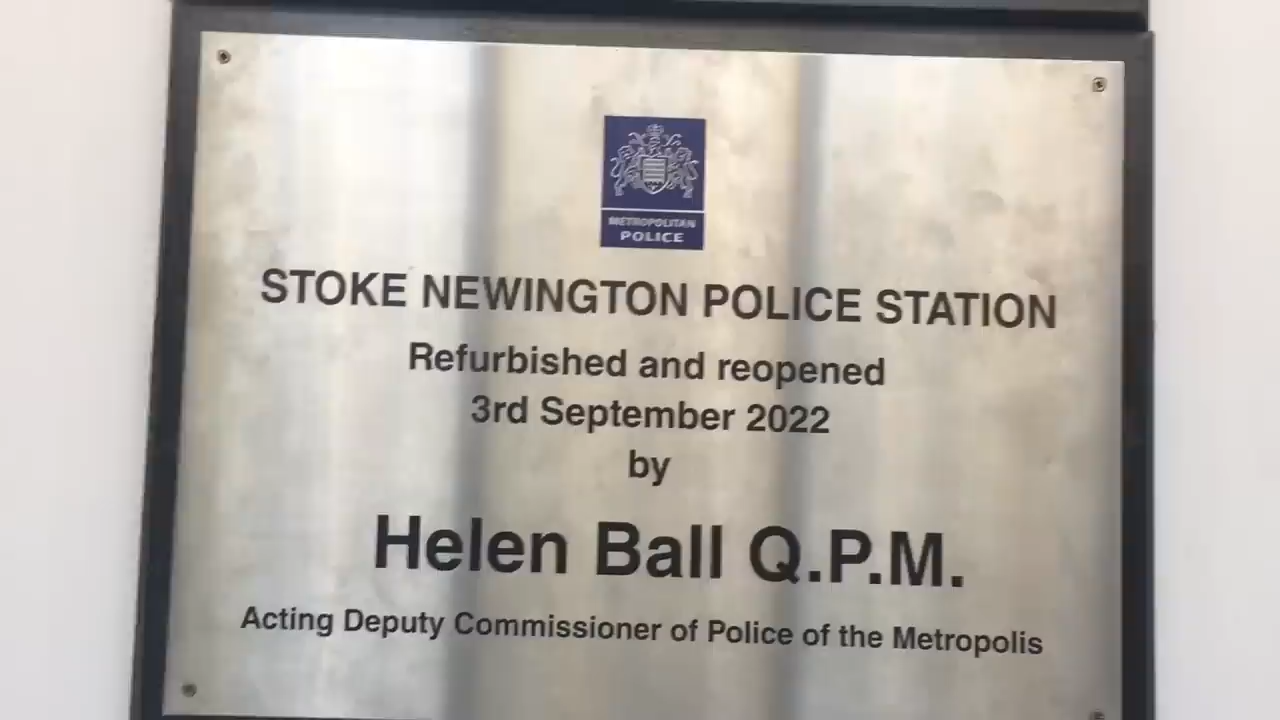 METROPOLITAN
POLICE
STOKE NEWINGTON POLICE STATION
Refurbished and reopened
3rd September 2022
by
Helen Ball Q.P.M.
Acting Deputy Commissioner of Police of the Metropolis